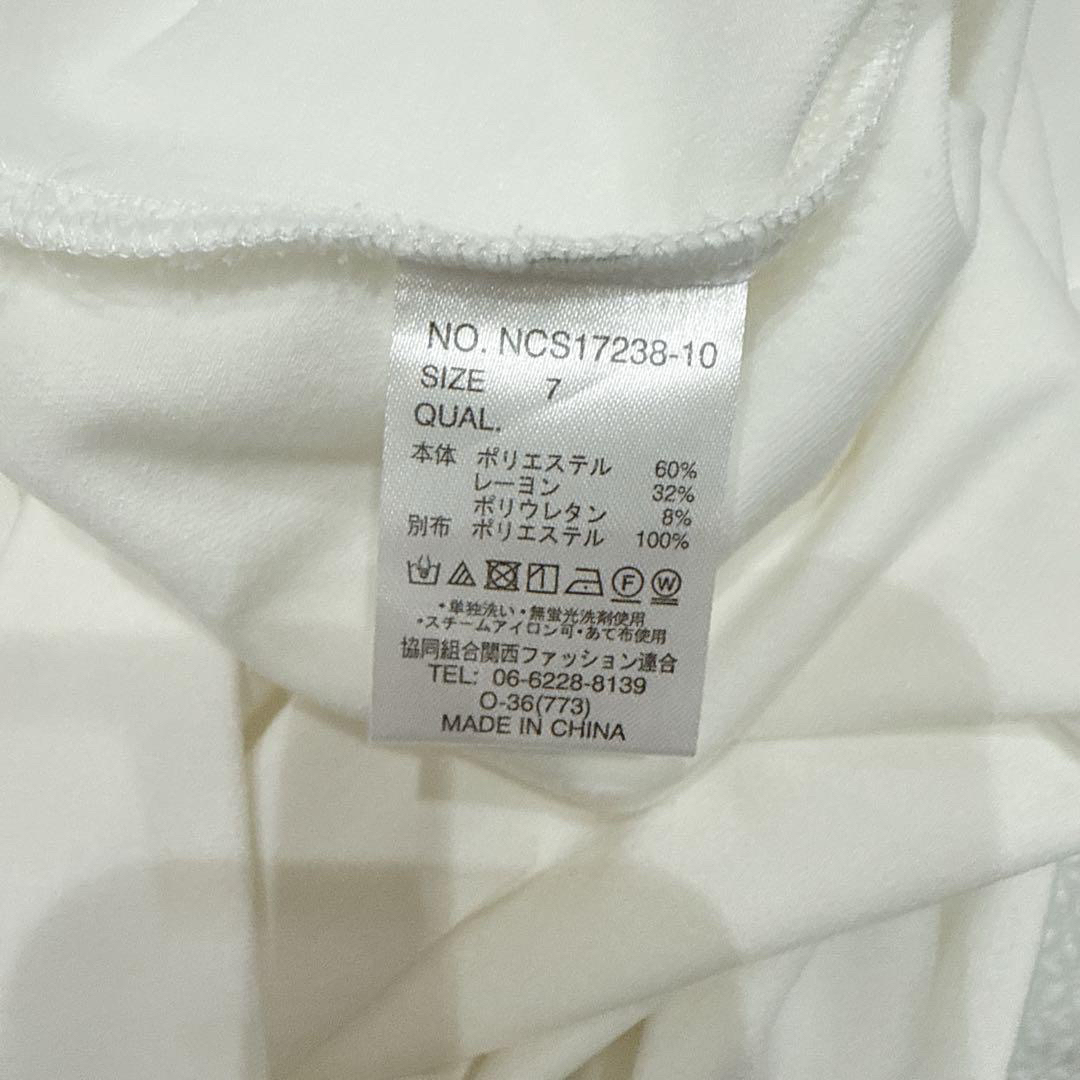 NO. NCS17238-10
SIZE 7
QUAL.
本体 ポリエステル 60%
レーヨン 32%
ポリウレタン 8%
別布 ポリエステル 100%
F W
・単独洗い・無蛍光洗剤使用
・スチームアイロン可・あて布使用
協同組合関西ファッション連合
TEL: 06-6228-8139
O-36(773)
MADE IN CHINA